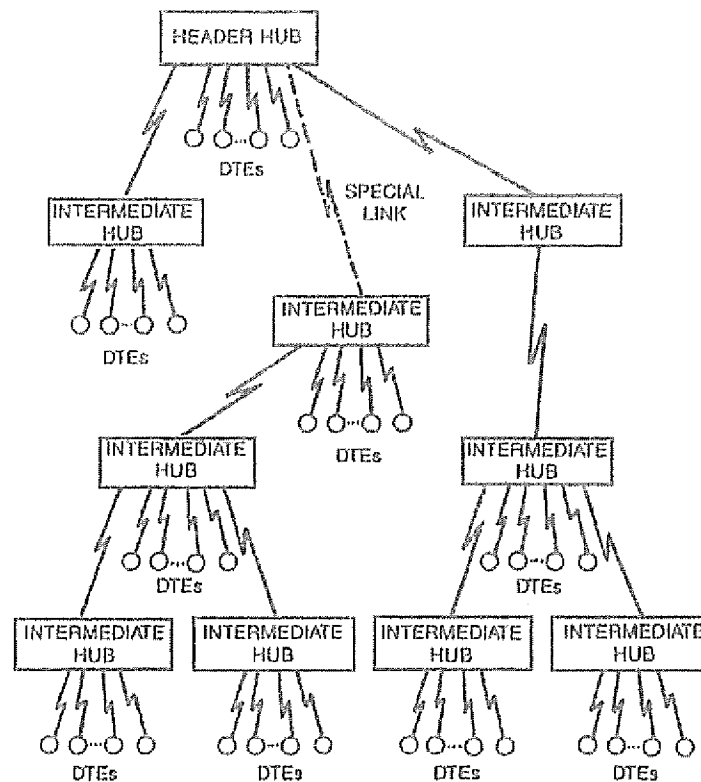 HEADER HUB
DTEs
INTERMEDIATE
HUB
SPECIAL
LINK
INTERMEDIATE
HUB
DTEs
INTERMEDIATE
HUB
DTEs
INTERMEDIATE
HUB
INTERMEDIATE
HUB
DTEs
DTEs
INTERMEDIATE
HUB
INTERMEDIATE
HUB
INTERMEDIATE
HUB
INTERMEDIATE
HUB
DTEs
DTEs
DTEs
DTEs